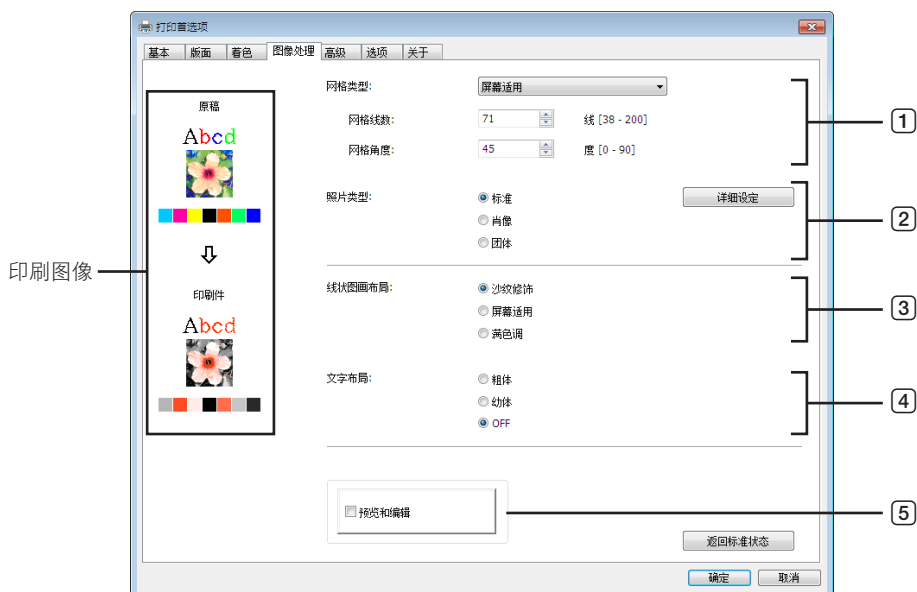 打印首选项
基本 版面 着色 图像处理 高级 选项 关于
印刷图像
原稿
Abcd
印刷件
Abcd
网格类型: 屏幕适用
网格线数: 71 线 [38 - 200]
网格角度: 45 度 [0 - 90]
1
照片类型: 标准 详细设定
肖像
团体
2
线状图画布局: 沙纹修饰
屏幕适用
满色调
3
文字布局: 粗体
幼体
OFF
4
预览和编辑
5
返回标准状态
确定 取消